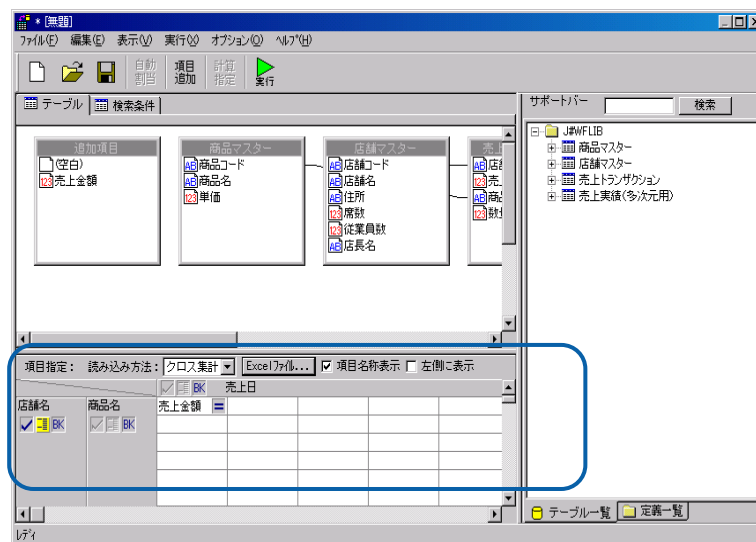 * [無題]
ファイル(F) 編集(E) 表示(V) 実行(X) オプション(O) ヘルプ(H)
自動割当 項目追加 計算指定 実行
テーブル 検索条件
サポートバー 検索
追加項目
(空白)
売上金額
商品マスター
商品コード
商品名
単価
店舗マスター
店舗コード
店舗名
住所
席数
従業員数
店長名
売上
店舗
売
商品
数
J#WFLIB
商品マスター
店舗マスター
売上トランザクション
売上実績(多次元用)
項目指定: 読み込み方法: クロス集計 Excelファイル... 項目名称表示 左側に表示
BK 売上日
店舗名 商品名 売上金額
BK BK
テーブル一覧 定義一覧
レディ